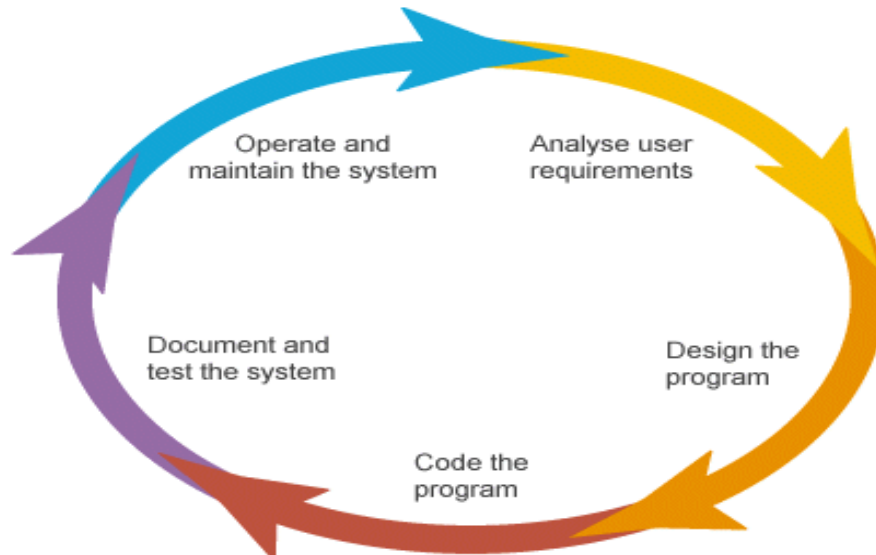 Operate and
maintain the system
Analyse user
requirements
Design the
program
Code the
program
Document and
test the system